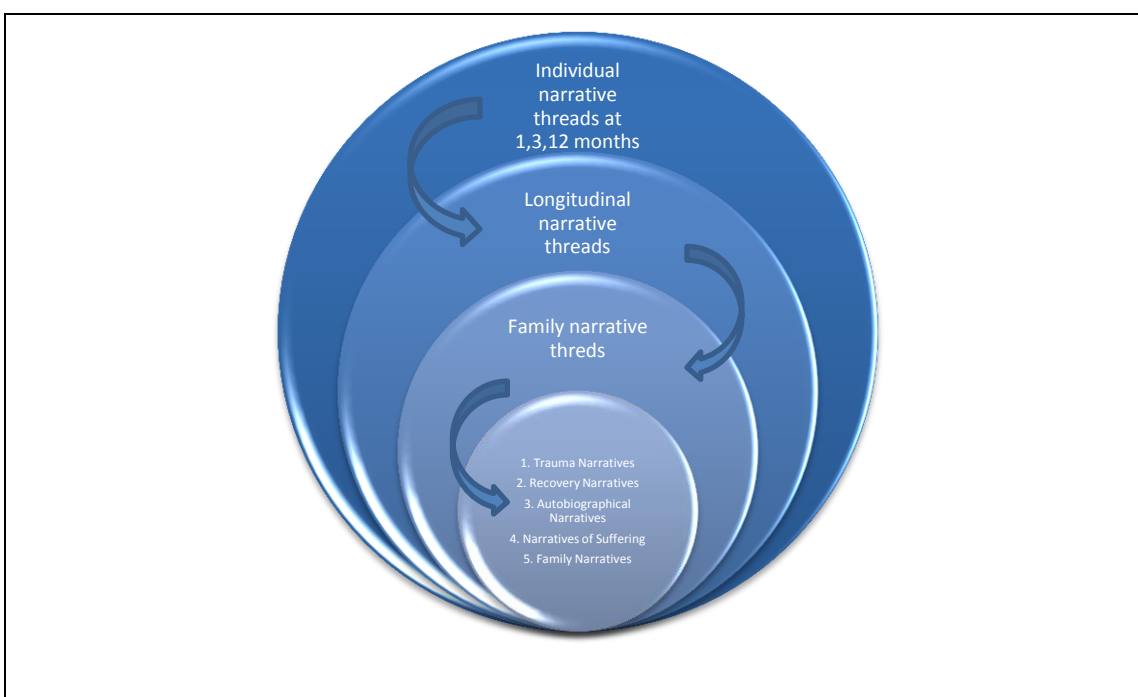 Individual
narrative
threads at
1,3,12 months
Longitudinal
narrative
threads
Family narrative
threds
1. Trauma Narratives
2. Recovery Narratives
3. Autobiographical
Narratives
4. Narratives of Suffering
5. Family Narratives